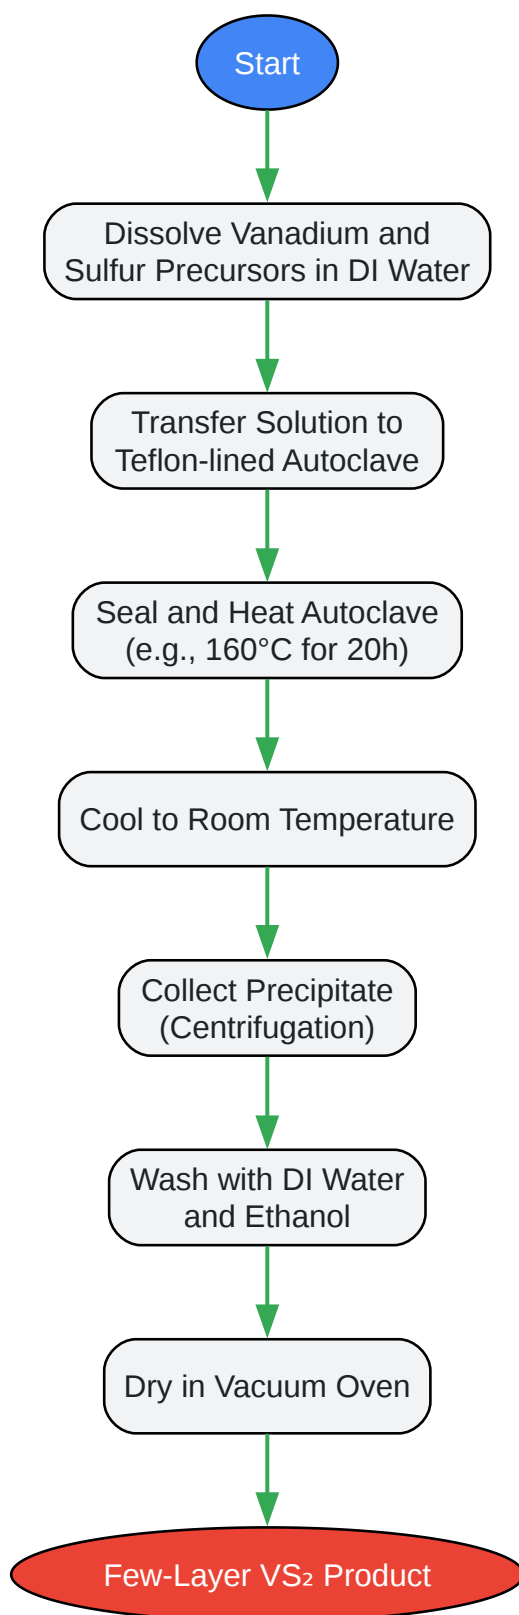 Start
Dissolve Vanadium and
Sulfur Precursors in DI Water
Transfer Solution to
Teflon-lined Autoclave
Seal and Heat Autoclave
(e.g., 160°C for 20h)
Cool to Room Temperature
Collect Precipitate
(Centrifugation)
Wash with DI Water
and Ethanol
Dry in Vacuum Oven
Few-Layer VS₂ Product